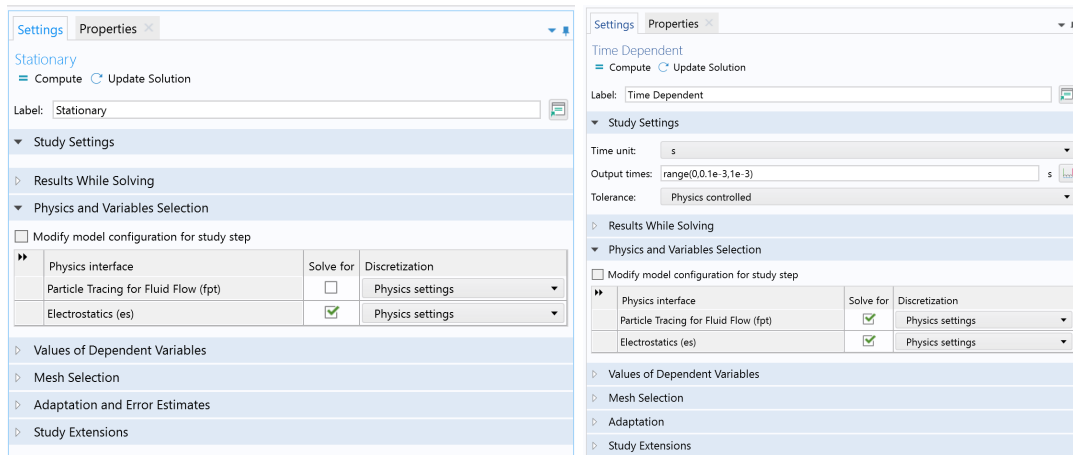 Settings Properties
Stationary
Compute Update Solution
Label: Stationary
Study Settings
Results While Solving
Physics and Variables Selection
Modify model configuration for study step
Physics interface Solve for Discretization
Particle Tracing for Fluid Flow (fpt) Physics settings
Electrostatics (es) Physics settings
Values of Dependent Variables
Mesh Selection
Adaptation and Error Estimates
Study Extensions
Settings Properties
Time Dependent
Compute Update Solution
Label: Time Dependent
Study Settings
Time unit: s
Output times: range(0,0.1e-3,1e-3) s
Tolerance: Physics controlled
Results While Solving
Physics and Variables Selection
Modify model configuration for study step
Physics interface Solve for Discretization
Particle Tracing for Fluid Flow (fpt) Physics settings
Electrostatics (es) Physics settings
Values of Dependent Variables
Mesh Selection
Adaptation
Study Extensions